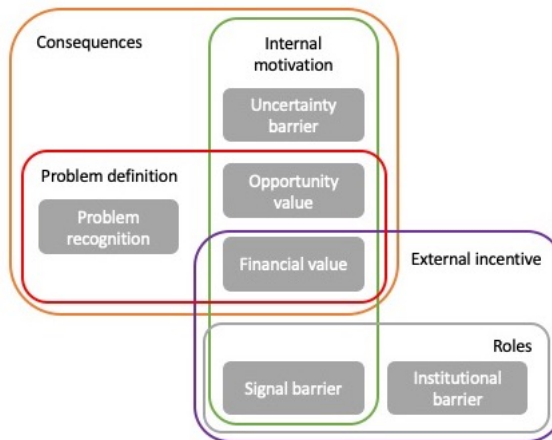 Consequences
Internal
motivation
Uncertainty
barrier
Problem definition
Opportunity
value
Problem
recognition
Financial value
External incentive
Roles
Signal barrier
Institutional
barrier